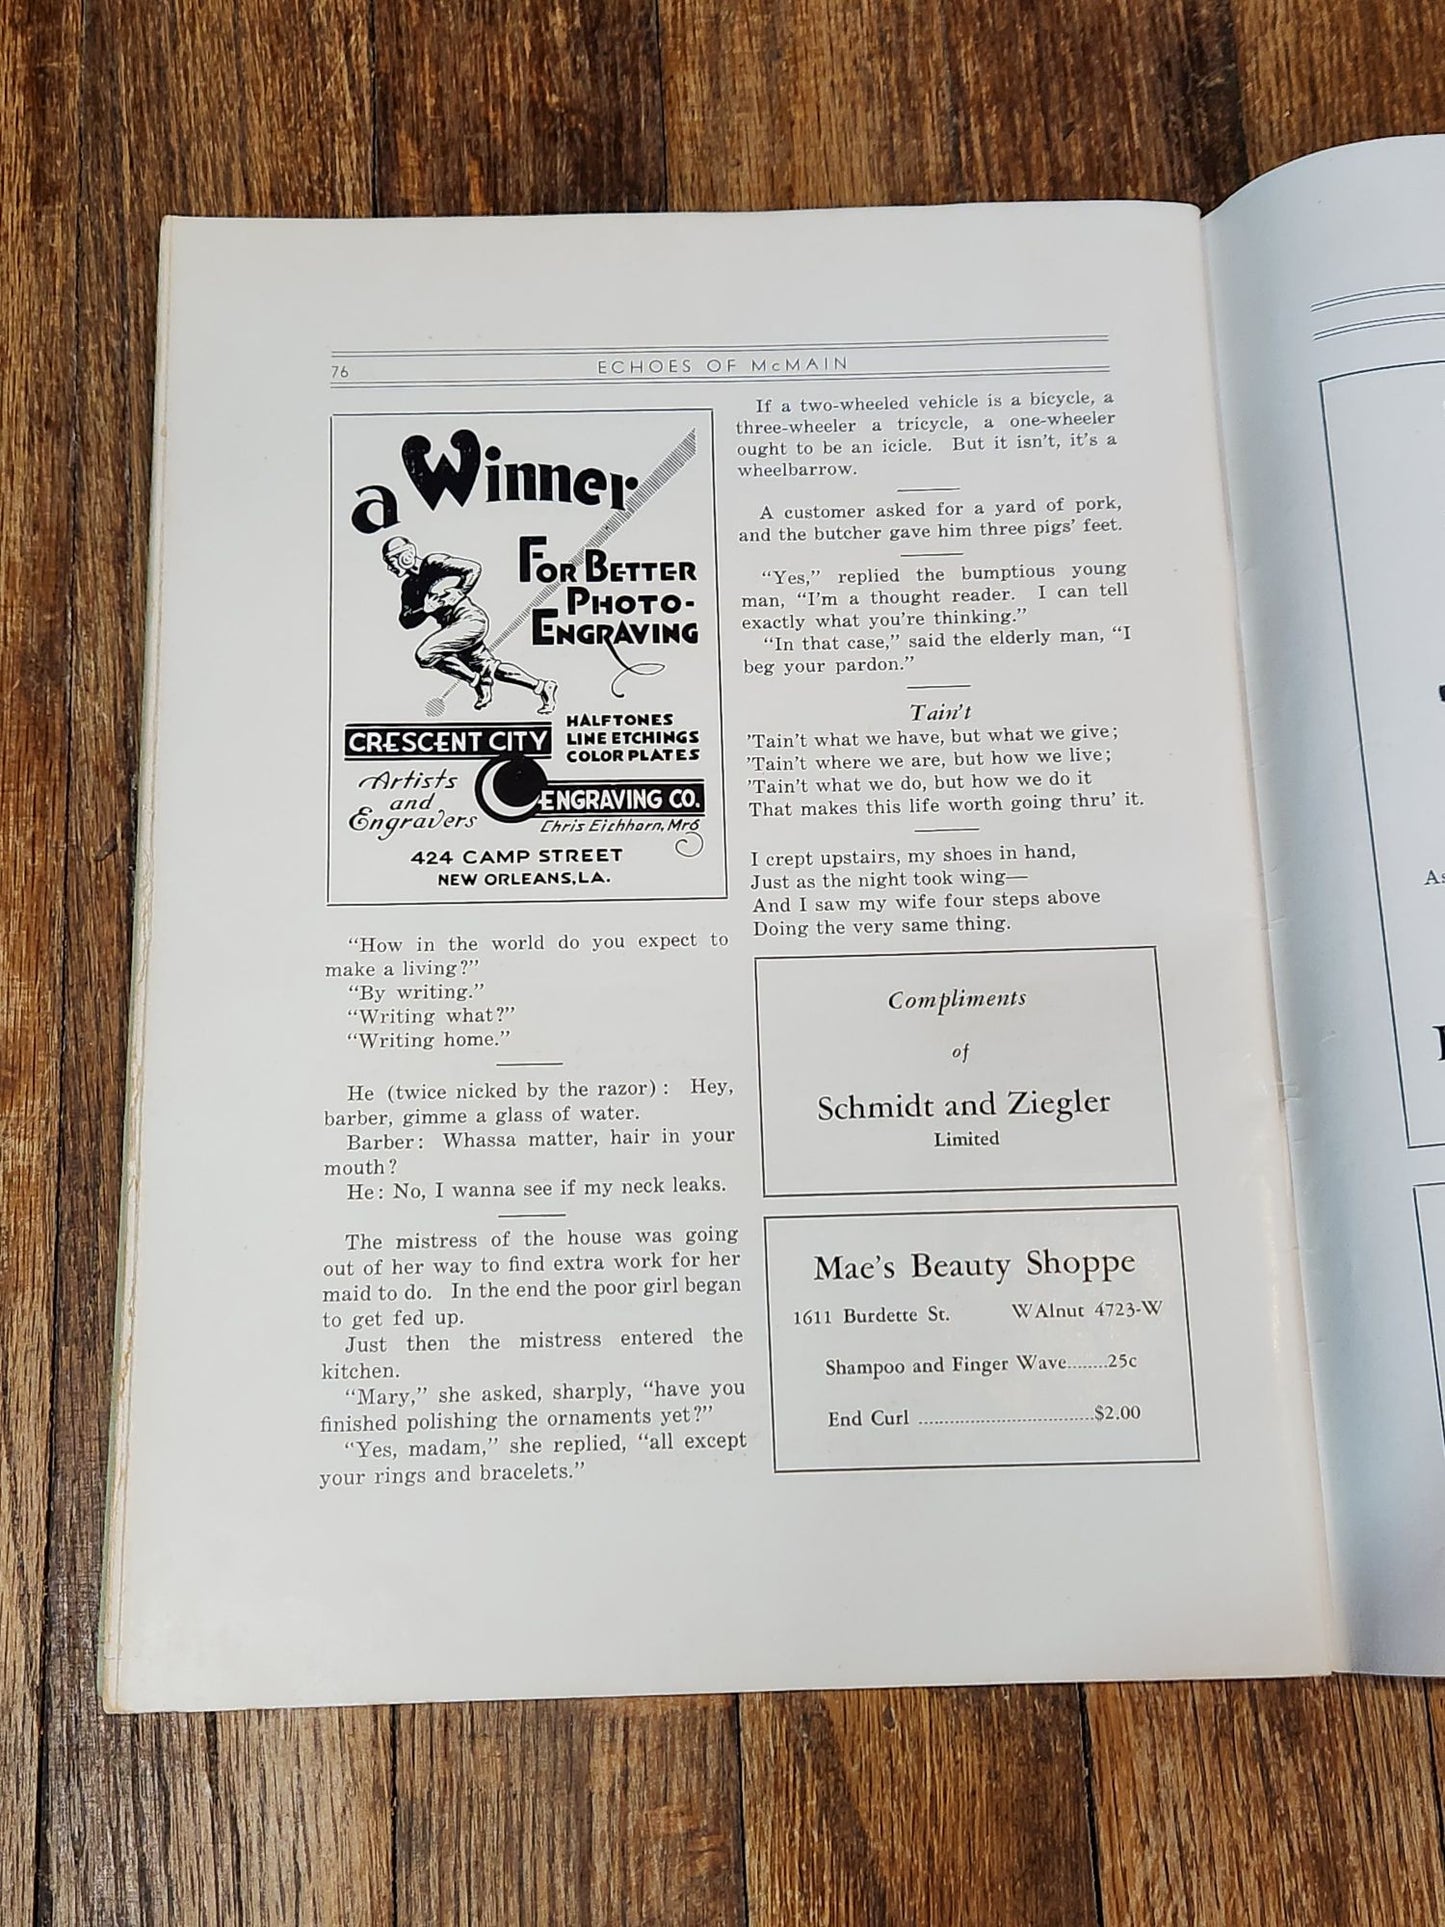 76
ECHOES OF McMAIN
a Winner
FOR BETTER
PHOTO-
ENGRAVING
HALFTONES
LINE ETCHINGS
COLOR PLATES
CRESCENT CITY
ENGRAVING CO.
Artists
and
Engravers
Chris Eichhorn, Mrg
424 CAMP STREET
NEW ORLEANS, LA.
“How in the world do you expect to
make a living?”
“By writing.”
“Writing what?”
“Writing home.”
He (twice nicked by the razor): Hey,
barber, gimme a glass of water.
Barber: Whassa matter, hair in your
mouth?
He: No, I wanna see if my neck leaks.
The mistress of the house was going
out of her way to find extra work for her
maid to do. In the end the poor girl began
to get fed up.
Just then the mistress entered the
kitchen.
“Mary,” she asked, sharply, “have you
finished polishing the ornaments yet?”
“Yes, madam,” she replied, “all except
your rings and bracelets.”
If a two-wheeled vehicle is a bicycle, a
three-wheeler a tricycle, a one-wheeler
ought to be an icicle. But it isn't, it's a
wheelbarrow.
A customer asked for a yard of pork,
and the butcher gave him three pigs' feet.
“Yes,” replied the bumptious young
man, “I'm a thought reader. I can tell
exactly what you're thinking.”
“In that case,” said the elderly man, “I
beg your pardon.”
Tain't
'Tain't what we have, but what we give;
'Tain't where we are, but how we live;
'Tain't what we do, but how we do it
That makes this life worth going thru' it.
I crept upstairs, my shoes in hand,
Just as the night took wing—
And I saw my wife four steps above
Doing the very same thing.
Compliments
of
Schmidt and Ziegler
Limited
Mae's Beauty Shoppe
1611 Burdette St. WAlnut 4723-W
Shampoo and Finger Wave........25c
End Curl ..................................$2.00